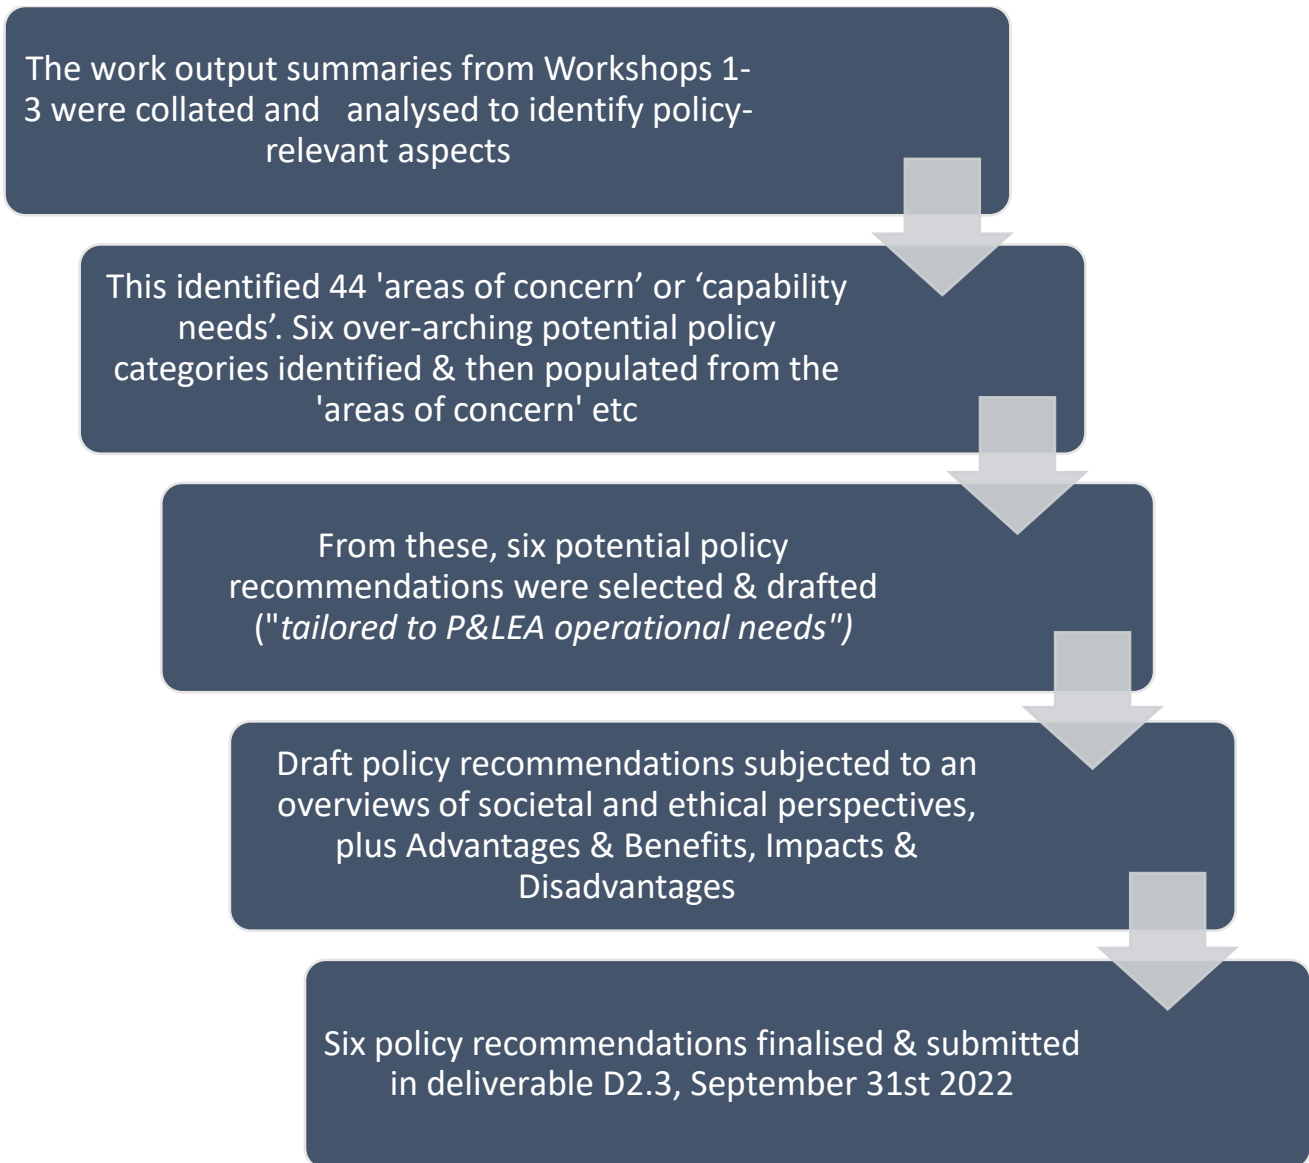 The work output summaries from Workshops 1-
3 were collated and   analysed to identify policy-
relevant aspects
This identified 44 'areas of concern’ or ‘capability
needs’. Six over-arching potential policy
categories identified & then populated from the
'areas of concern' etc
From these, six potential policy
recommendations were selected & drafted
("tailored to P&LEA operational needs")
Draft policy recommendations subjected to an
overviews of societal and ethical perspectives,
plus Advantages & Benefits, Impacts &
Disadvantages
Six policy recommendations finalised & submitted
in deliverable D2.3, September 31st 2022